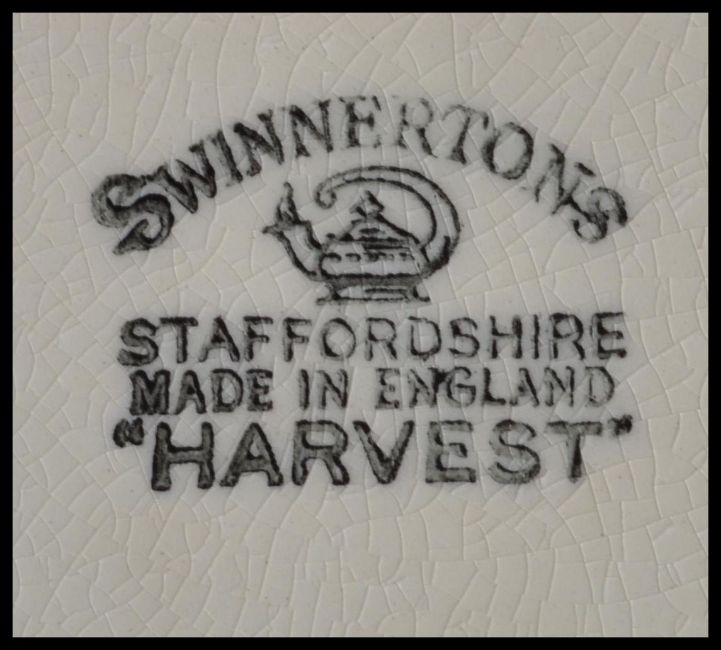 SWINNERTONS
STAFFORDSHIRE
MADE IN ENGLAND
"HARVEST"